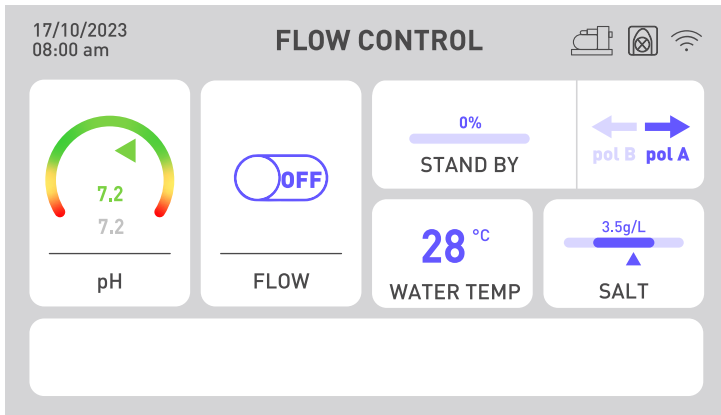 17/10/2023
08:00 am
FLOW CONTROL
7.2
7.2
pH
OFF
FLOW
0%
STAND BY
pol B pol A
28 °C
WATER TEMP
3.5g/L
SALT